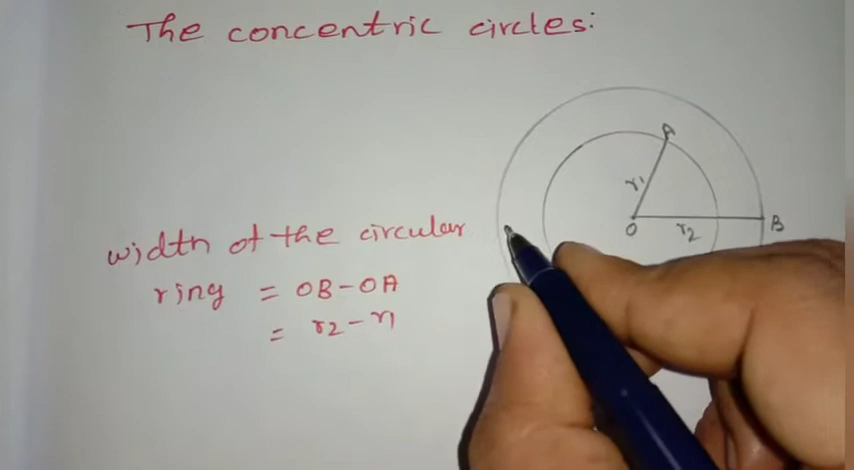 The concentric circles:
A
r1
O
r2
B
width of the circular
ring = OB-OA
= r2-r1